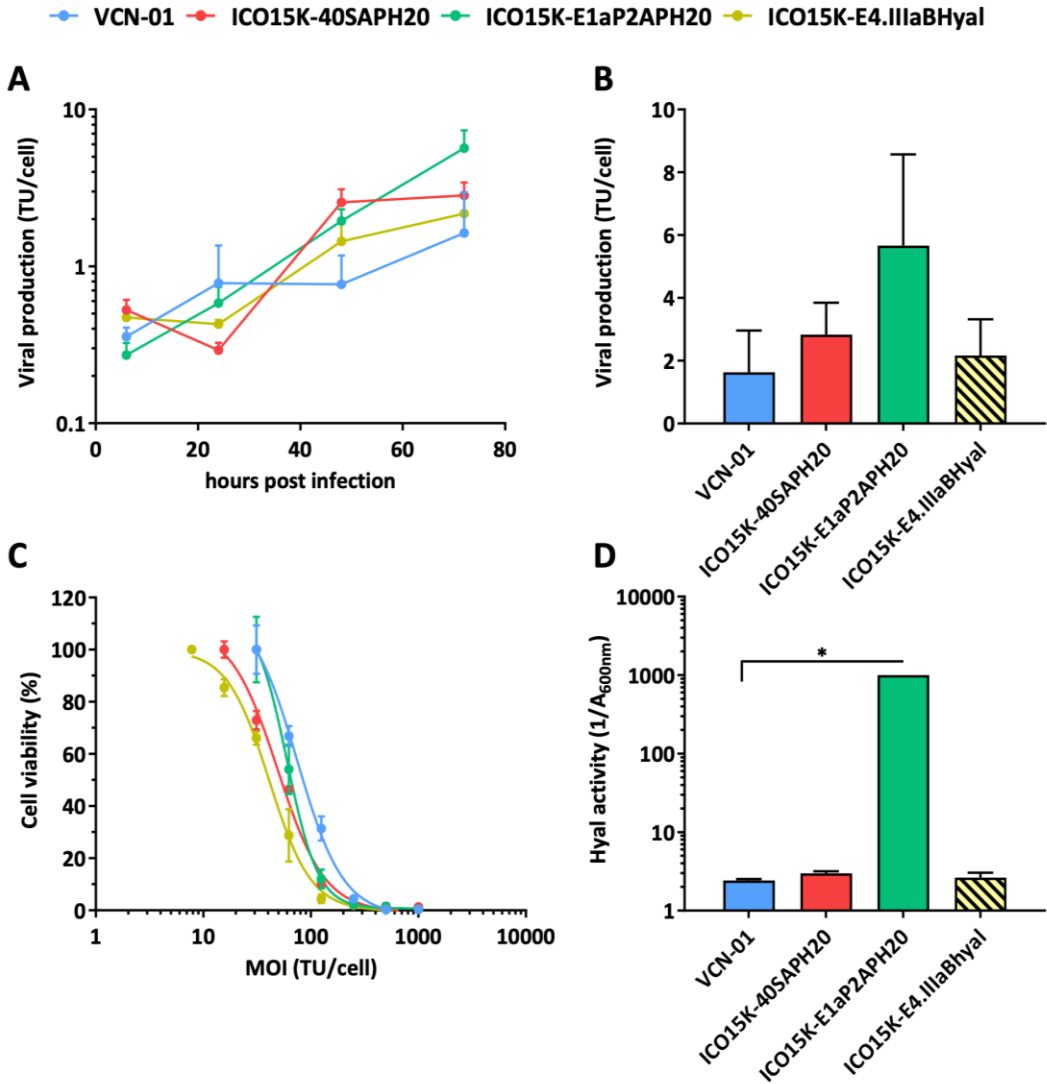 VCN-01 ICO15K-40SAPH20 ICO15K-E1aP2APH20 ICO15K-E4.IIIaBHyal
A
Viral production (TU/cell)
10
1
0.1
0 20 40 60 80
hours post infection
B
Viral production (TU/cell)
10
8
6
4
2
0
VCN-01
ICO15K-40SAPH20
ICO15K-E1aP2APH20
ICO15K-E4.IIIaBHyal
C
Cell viability (%)
120
100
80
60
40
20
0
1 10 100 1000 10000
MOI (TU/cell)
D
Hyal activity (1/A600nm)
10000
1000
100
10
1
*
VCN-01
ICO15K-40SAPH20
ICO15K-E1aP2APH20
ICO15K-E4.IIIaBhyal